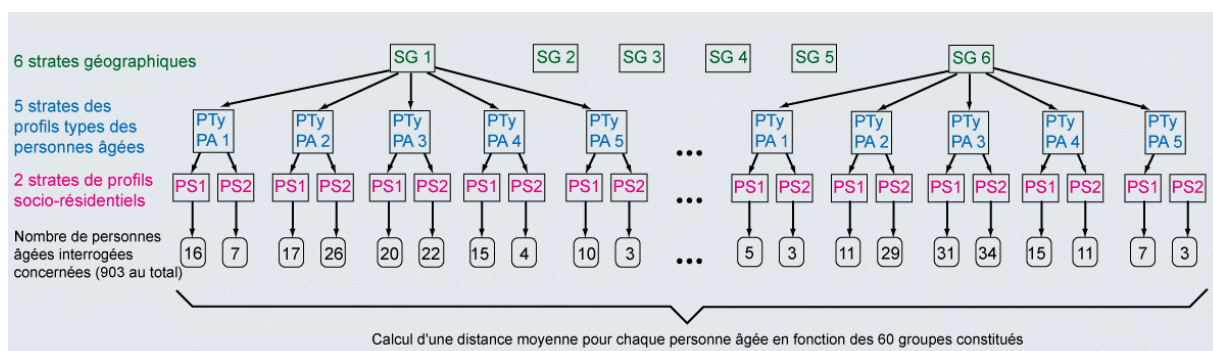 6 strates géographiques
SG 1 SG 2 SG 3 SG 4 SG 5 SG 6
5 strates des
profils types des
personnes âgées
PTy PTy PTy PTy PTy PTy PTy PTy PTy PTy
PA 1 PA 2 PA 3 PA 4 PA 5 ... PA 1 PA 2 PA 3 PA 4 PA 5
2 strates de profils
socio-résidentiels
PS1 PS2 PS1 PS2 PS1 PS2 PS1 PS2 PS1 PS2 ... PS1 PS2 PS1 PS2 PS1 PS2 PS1 PS2 PS1 PS2
Nombre de personnes
âgées interrogées
concernées (903 au total)
16 7 17 26 20 22 15 4 10 3 ... 5 3 11 29 31 34 15 11 7 3
Calcul d'une distance moyenne pour chaque personne âgée en fonction des 60 groupes constitués